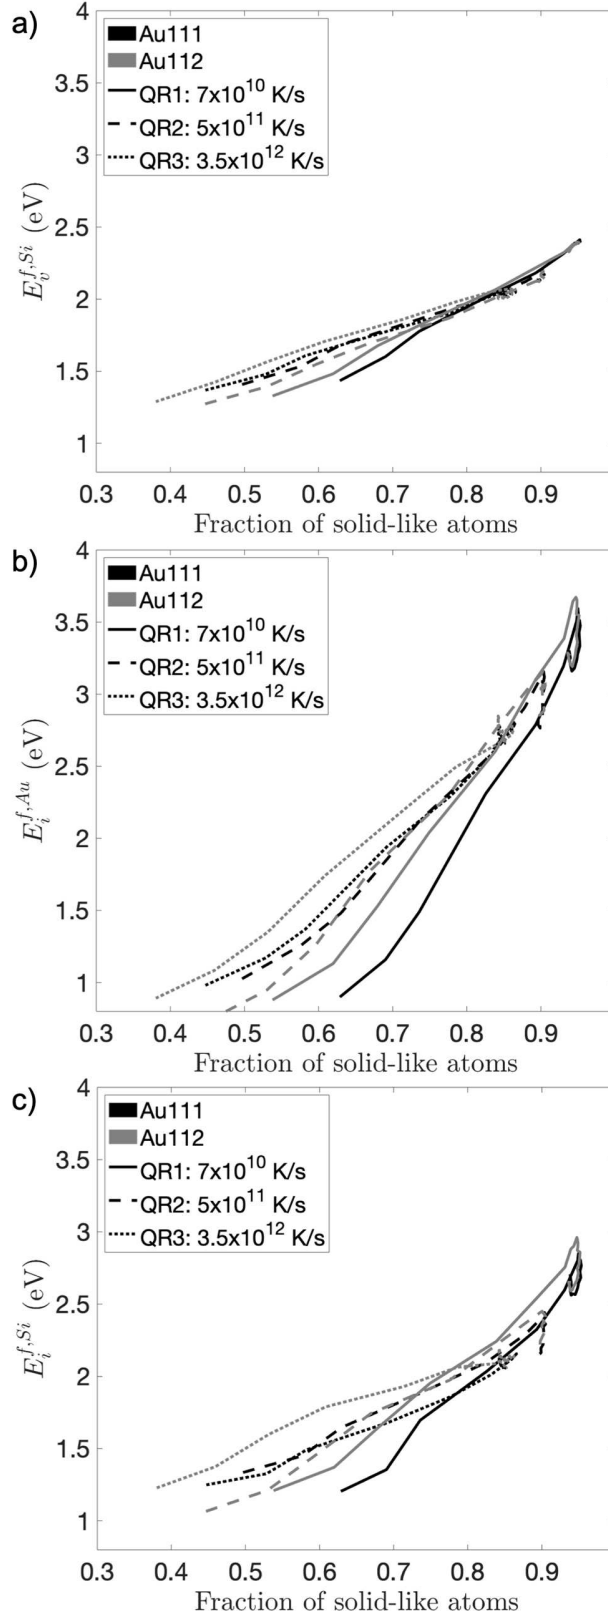 a)
4
3.5
3
2.5
2
1.5
1
E_v^{f,Si} (eV)
Au111
Au112
QR1: 7x10^10 K/s
QR2: 5x10^11 K/s
QR3: 3.5x10^12 K/s
0.3 0.4 0.5 0.6 0.7 0.8 0.9
Fraction of solid-like atoms
b)
4
3.5
3
2.5
2
1.5
1
E_i^{f,Au} (eV)
Au111
Au112
QR1: 7x10^10 K/s
QR2: 5x10^11 K/s
QR3: 3.5x10^12 K/s
0.3 0.4 0.5 0.6 0.7 0.8 0.9
Fraction of solid-like atoms
c)
4
3.5
3
2.5
2
1.5
1
E_i^{f,Si} (eV)
Au111
Au112
QR1: 7x10^10 K/s
QR2: 5x10^11 K/s
QR3: 3.5x10^12 K/s
0.3 0.4 0.5 0.6 0.7 0.8 0.9
Fraction of solid-like atoms